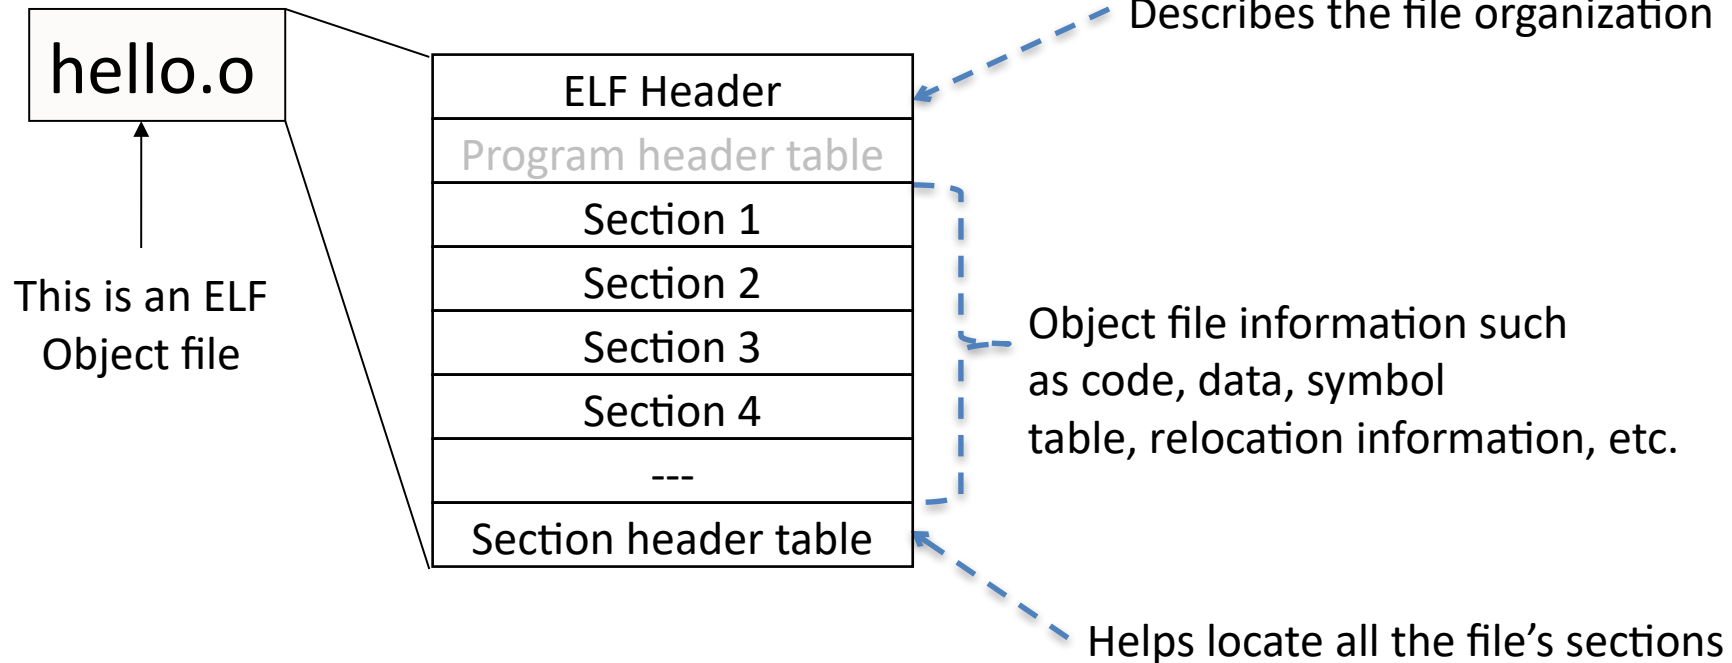 Describes the file organization
hello.o
ELF Header
Program header table
Section 1
Section 2
Section 3
Section 4
---
Section header table
This is an ELF
Object file
Object file information such
as code, data, symbol
table, relocation information, etc.
Helps locate all the file's sections